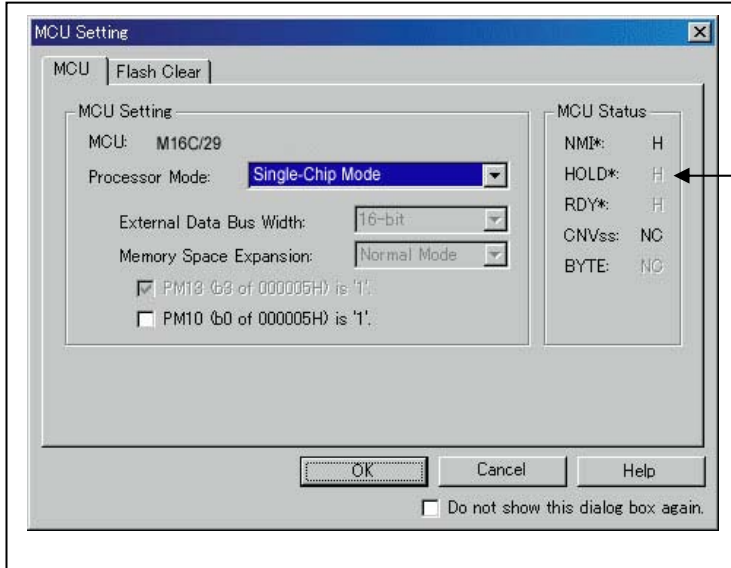 MCU Setting
MCU
Flash Clear
MCU Setting
MCU: M16C/29
Processor Mode: Single-Chip Mode
External Data Bus Width: 16-bit
Memory Space Expansion: Normal Mode
PM13 (b3 of 000005H) is '1'.
PM10 (b0 of 000005H) is '1'.
MCU Status
NMI*: H
HOLD*: H
RDY*: H
CNVss: NC
BYTE: NC
OK
Cancel
Help
Do not show this dialog box again.